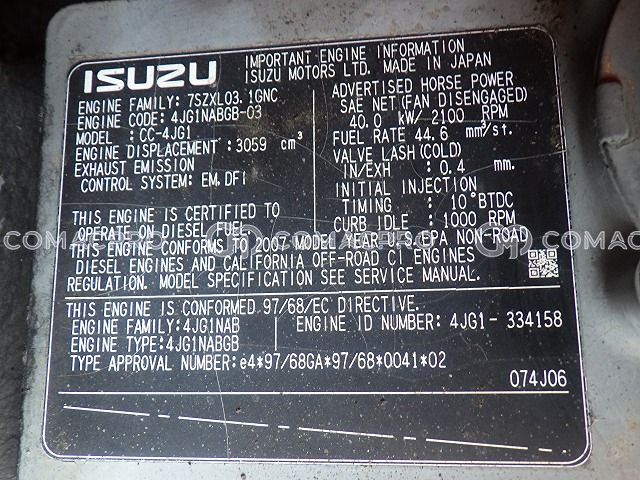 ISUZU
IMPORTANT ENGINE INFORMATION
ISUZU MOTORS LTD. MADE IN JAPAN
ENGINE FAMILY: 7SZXL03.1GNC
ENGINE CODE: 4JG1NABGB-03
MODEL : CC-4JG1
ENGINE DISPLACEMENT : 3059 cm³
EXHAUST EMISSION
CONTROL SYSTEM: EM, DFi
ADVERTISED HORSE POWER
SAE NET (FAN DISENGAGED)
40.0 kW/ 2100 RPM
FUEL RATE 44.6 mm³/st.
VALVE LASH (COLD)
IN/EXH : 0.4 mm.
INITIAL INJECTION
TIMING : 10°BTDC
CURB IDLE : 1000 RPM
THIS ENGINE IS CERTIFIED TO
OPERATE ON DIESEL FUEL
THIS ENGINE CONFORMS TO 2007 MODEL YEAR U.S. EPA NON-ROAD
DIESEL ENGINES AND CALIFORNIA OFF-ROAD CI ENGINES
REGULATION. MODEL SPECIFICATION SEE SERVICE MANUAL.
THIS ENGINE IS CONFORMED 97/68/EC DIRECTIVE.
ENGINE FAMILY:4JG1NAB
ENGINE ID NUMBER: 4JG1- 334158
ENGINE TYPE:4JG1NABGB
TYPE APPROVAL NUMBER: e4*97/68GA*97/68*0041*02
074J06